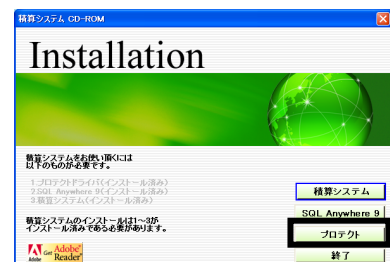 積算システム CD-ROM
Installation
積算システムをお使い頂くには
以下のものが必要です。
1.プロテクトドライバ(インストール済み)
2.SQL Anywhere 9(インストール済み)
3.積算システム(インストール済み)
積算システムのインストールは1~3が
インストール済みである必要があります。
積算システム
SQL Anywhere 9
プロテクト
終了
Adobe
Get Adobe
Reader